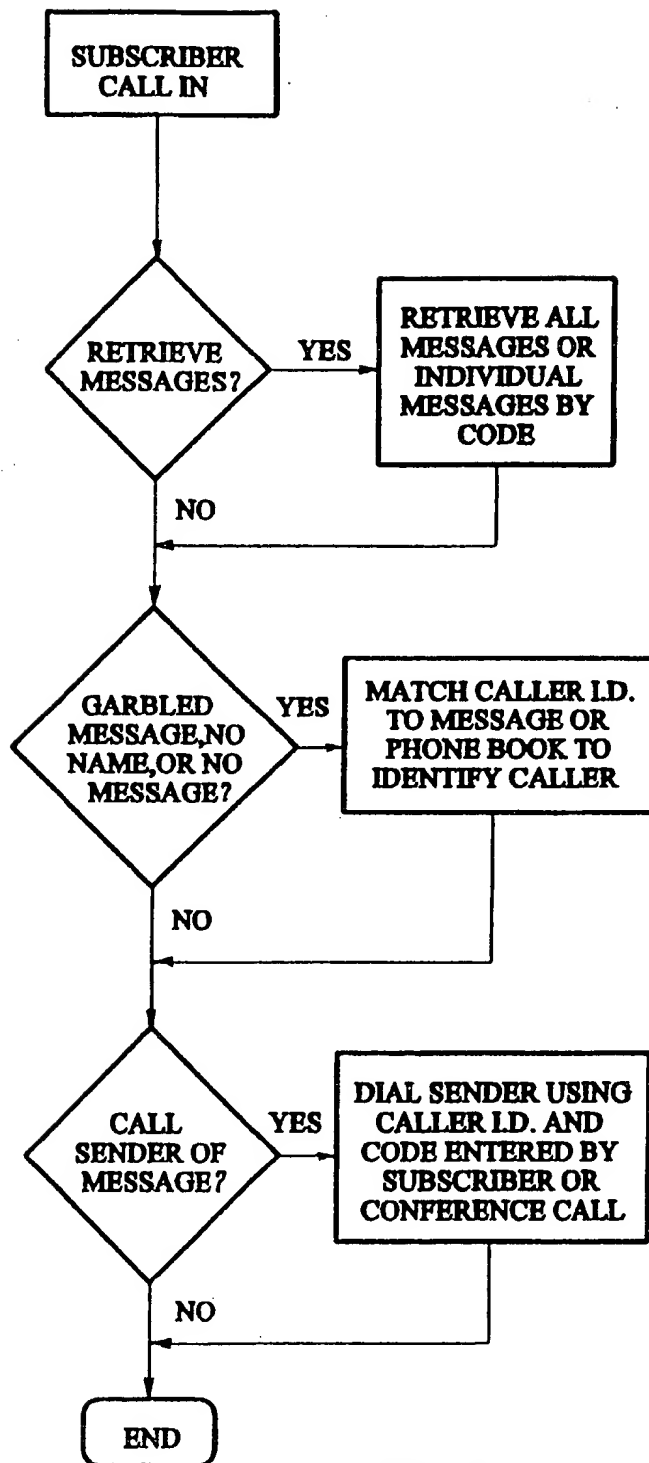 SUBSCRIBER
CALL IN
RETRIEVE
MESSAGES?
YES
RETRIEVE ALL
MESSAGES OR
INDIVIDUAL
MESSAGES BY
CODE
NO
GARBLED
MESSAGE,NO
NAME,OR NO
MESSAGE?
YES
MATCH CALLER I.D.
TO MESSAGE OR
PHONE BOOK TO
IDENTIFY CALLER
NO
CALL
SENDER OF
MESSAGE?
YES
DIAL SENDER USING
CALLER I.D. AND
CODE ENTERED BY
SUBSCRIBER OR
CONFERENCE CALL
NO
END